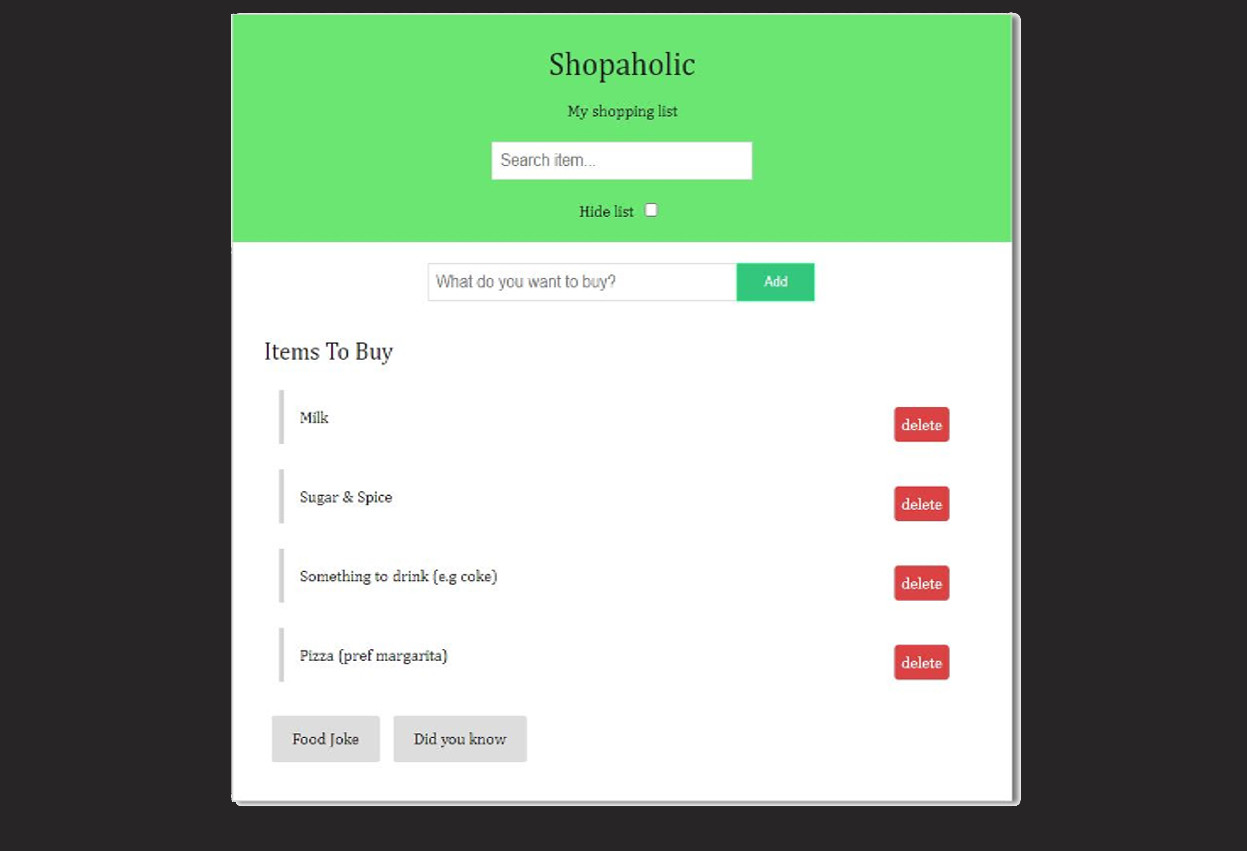 Shopaholic
My shopping list
Search item...
Hide list
What do you want to buy? Add
Items To Buy
Milk delete
Sugar & Spice delete
Something to drink (e.g coke) delete
Pizza (pref margarita) delete
Food Joke Did you know